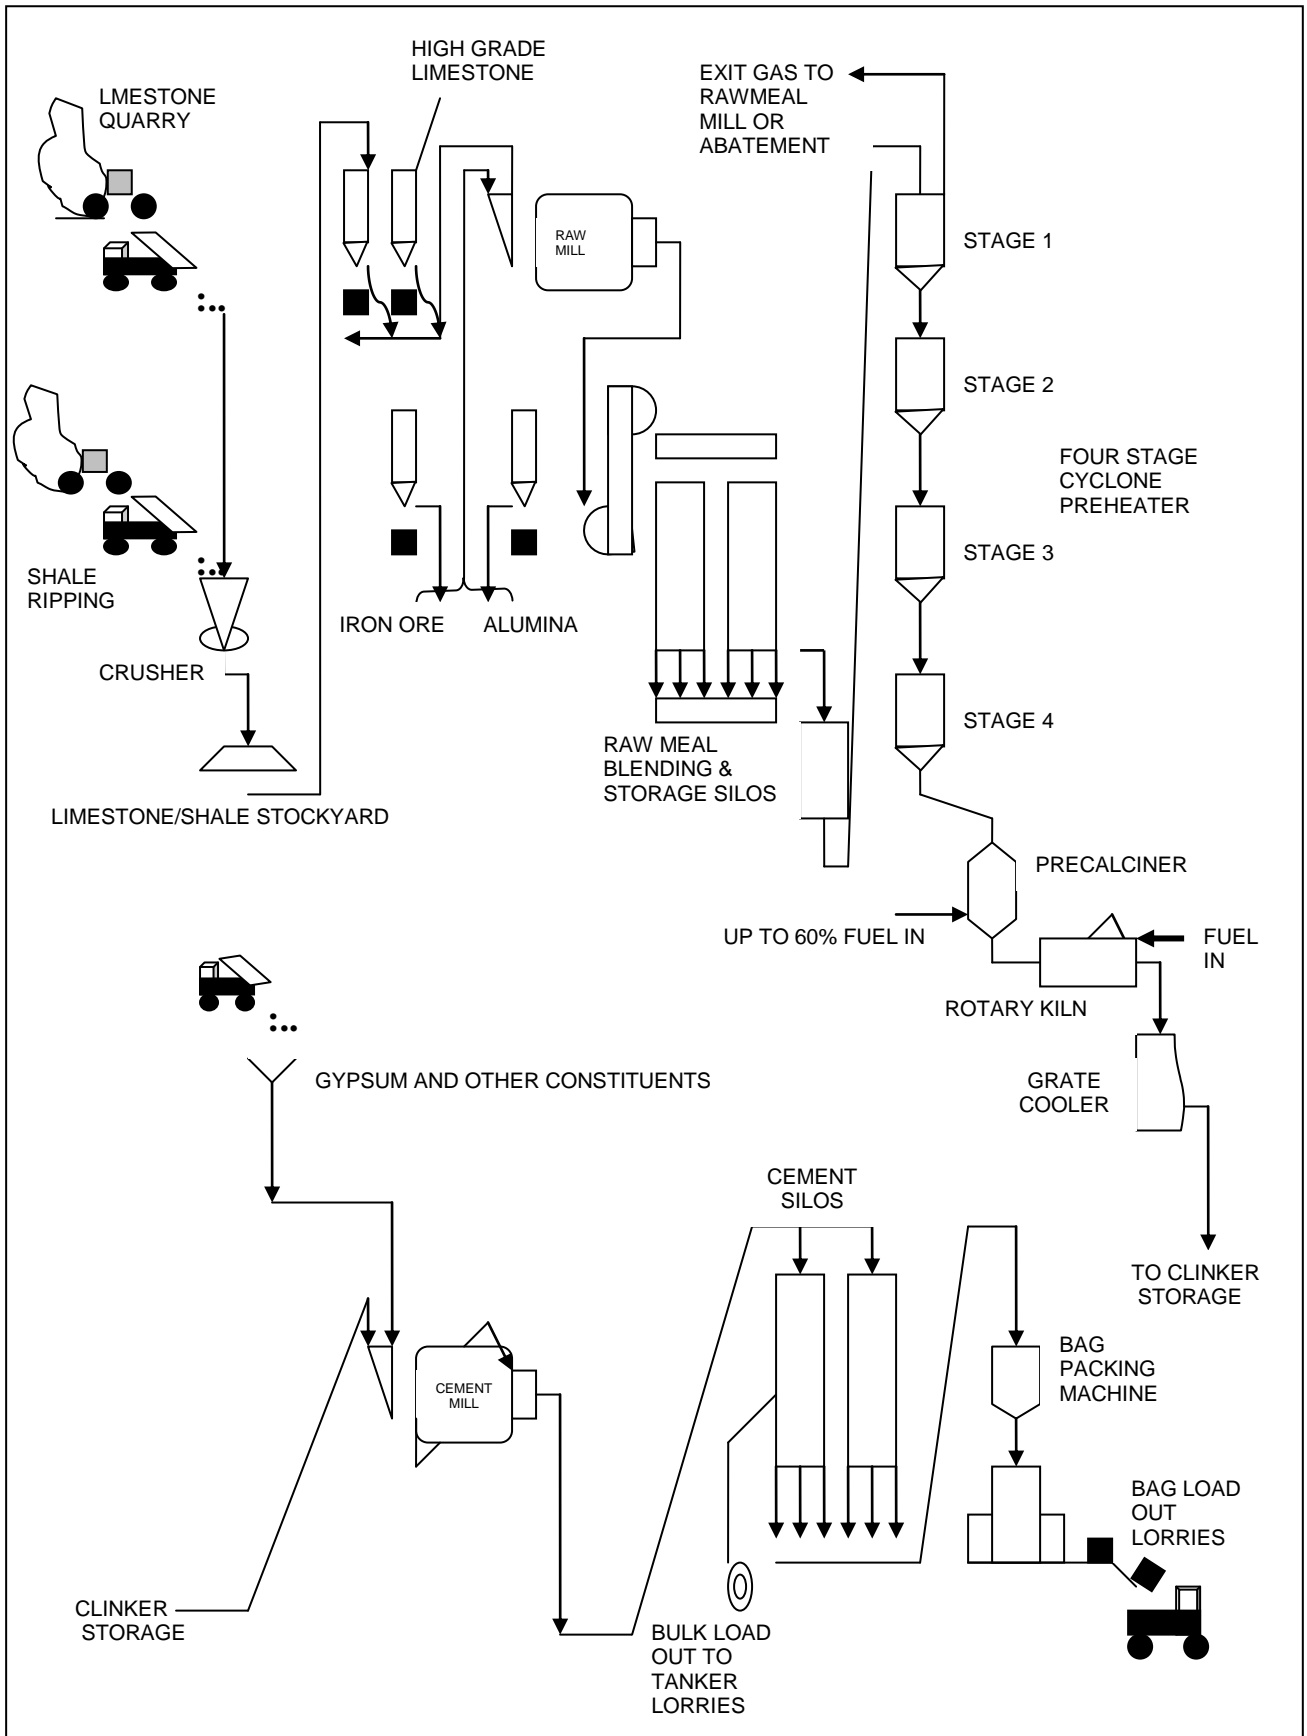 HIGH GRADE
LIMESTONE
LMESTONE
QUARRY
EXIT GAS TO
RAWMEAL
MILL OR
ABATEMENT
RAW
MILL
STAGE 1
STAGE 2
FOUR STAGE
CYCLONE
PREHEATER
STAGE 3
SHALE
RIPPING
IRON ORE
ALUMINA
CRUSHER
STAGE 4
RAW MEAL
BLENDING &
STORAGE SILOS
LIMESTONE/SHALE STOCKYARD
PRECALCINER
UP TO 60% FUEL IN
FUEL
IN
ROTARY KILN
GYPSUM AND OTHER CONSTITUENTS
GRATE
COOLER
CEMENT
SILOS
TO CLINKER
STORAGE
BAG
PACKING
MACHINE
CEMENT
MILL
BAG LOAD
OUT
LORRIES
CLINKER
STORAGE
BULK LOAD
OUT TO
TANKER
LORRIES